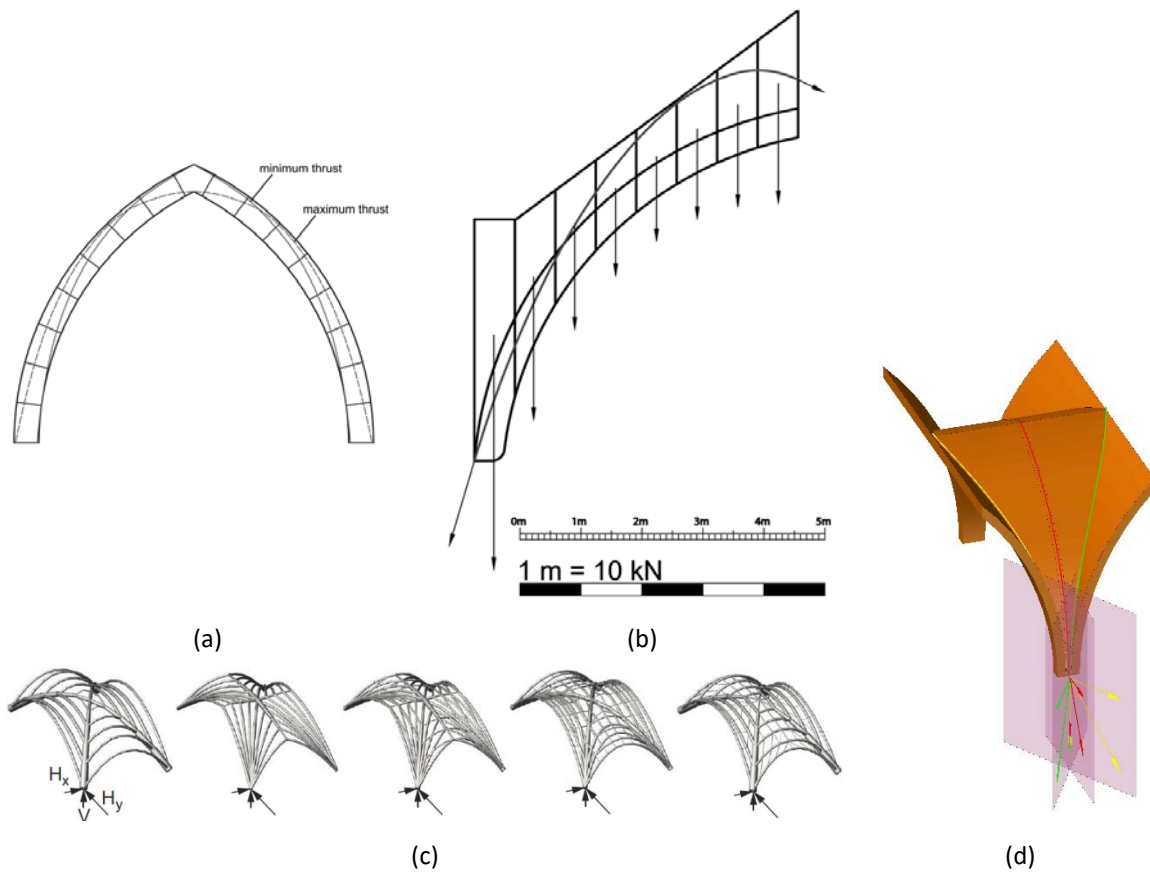 minimum thrust
maximum thrust
0m 1m 2m 3m 4m 5m
1 m = 10 kN
(a)
(b)
Hx
Hy
V
(c)
(d)